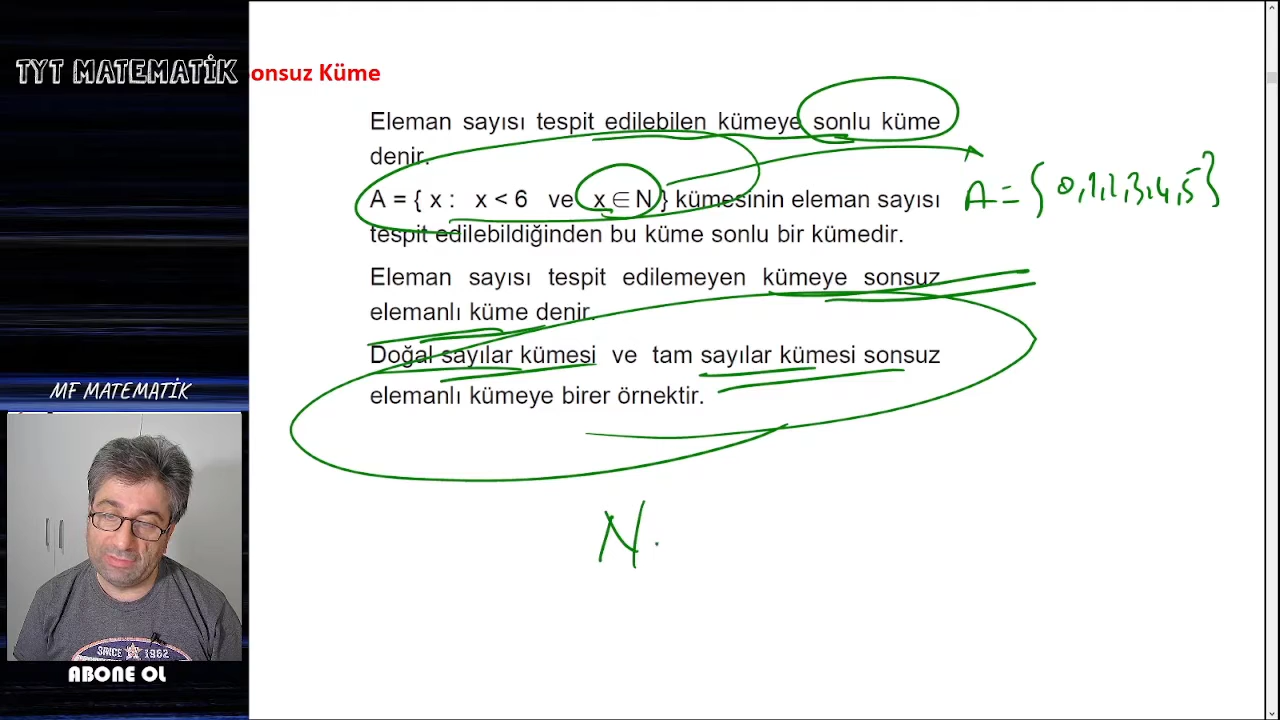 TYT MATEMATİK
onsuz Küme
Eleman sayısı tespit edilebilen kümeye sonlu küme
denir.
A = { x : x < 6 ve x ∈ N } kümesinin eleman sayısı
A = { 0,1,2,3,4,5 }
tespit edilebildiğinden bu küme sonlu bir kümedir.
Eleman sayısı tespit edilemeyen kümeye sonsuz
elemanlı küme denir.
Doğal sayılar kümesi ve tam sayılar kümesi sonsuz
elemanlı kümeye birer örnektir.
N
MF MATEMATİK
SINCE 1962
ABONE OL